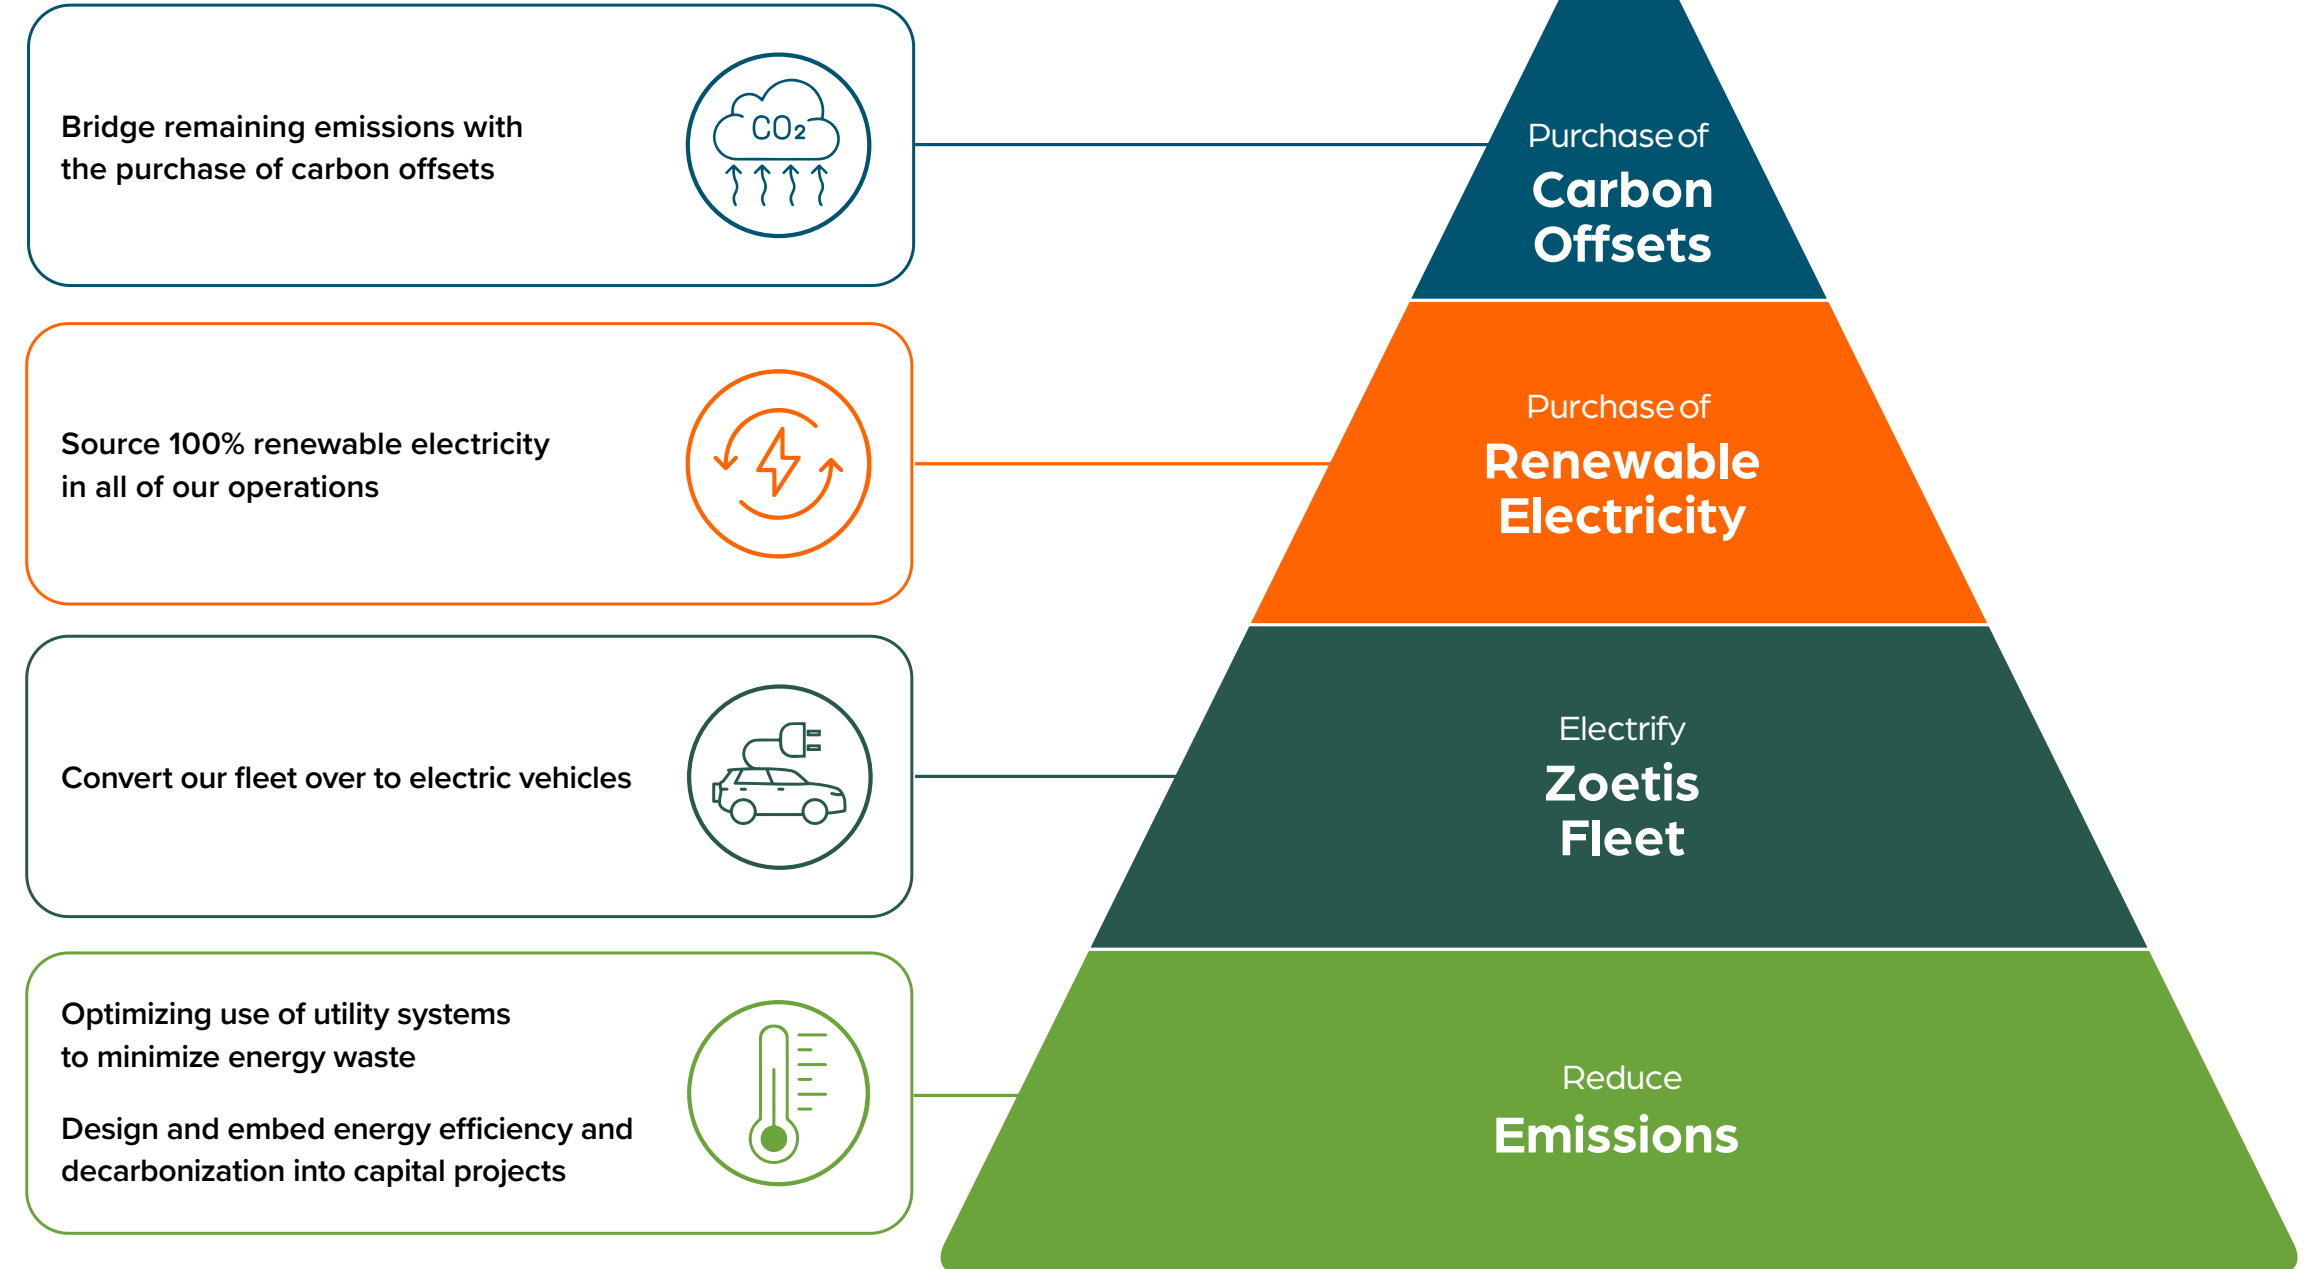 Bridge remaining emissions with
the purchase of carbon offsets
CO2
Purchase of
Carbon
Offsets
Source 100% renewable electricity
in all of our operations
Purchase of
Renewable
Electricity
Convert our fleet over to electric vehicles
Electrify
Zoetis
Fleet
Optimizing use of utility systems
to minimize energy waste
Design and embed energy efficiency and
decarbonization into capital projects
Reduce
Emissions